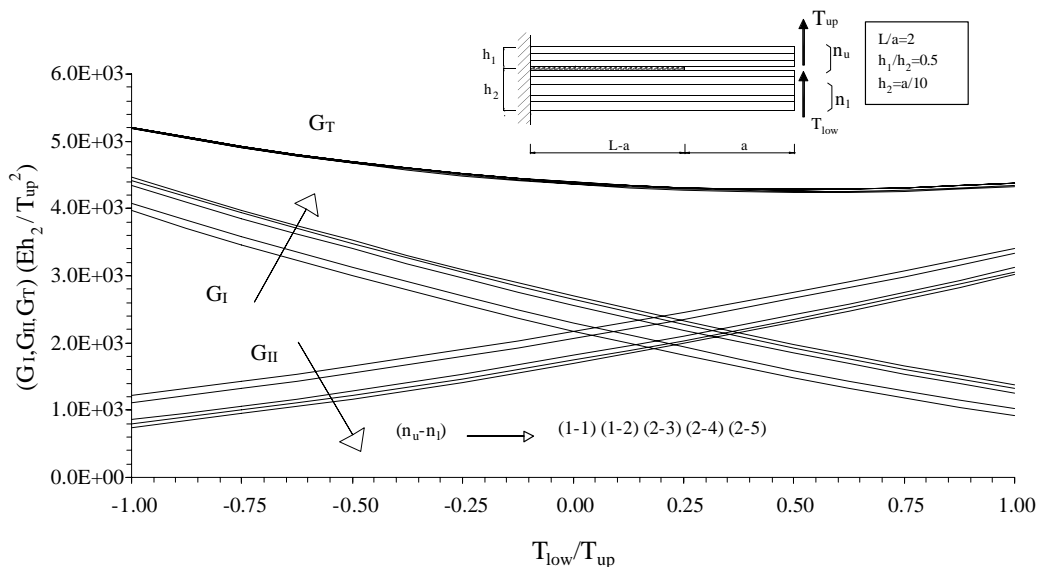 T_up
h_1
h_2
n_u
n_l
T_low
L-a
a
L/a=2
h_1/h_2=0.5
h_2=a/10
(G_I,G_II,G_T) (Eh_2/T_up^2)
6.0E+03
5.0E+03
4.0E+03
3.0E+03
2.0E+03
1.0E+03
0.0E+00
G_T
G_I
G_II
(n_u-n_l)
(1-1) (1-2) (2-3) (2-4) (2-5)
-1.00 -0.75 -0.50 -0.25 0.00 0.25 0.50 0.75 1.00
T_low/T_up